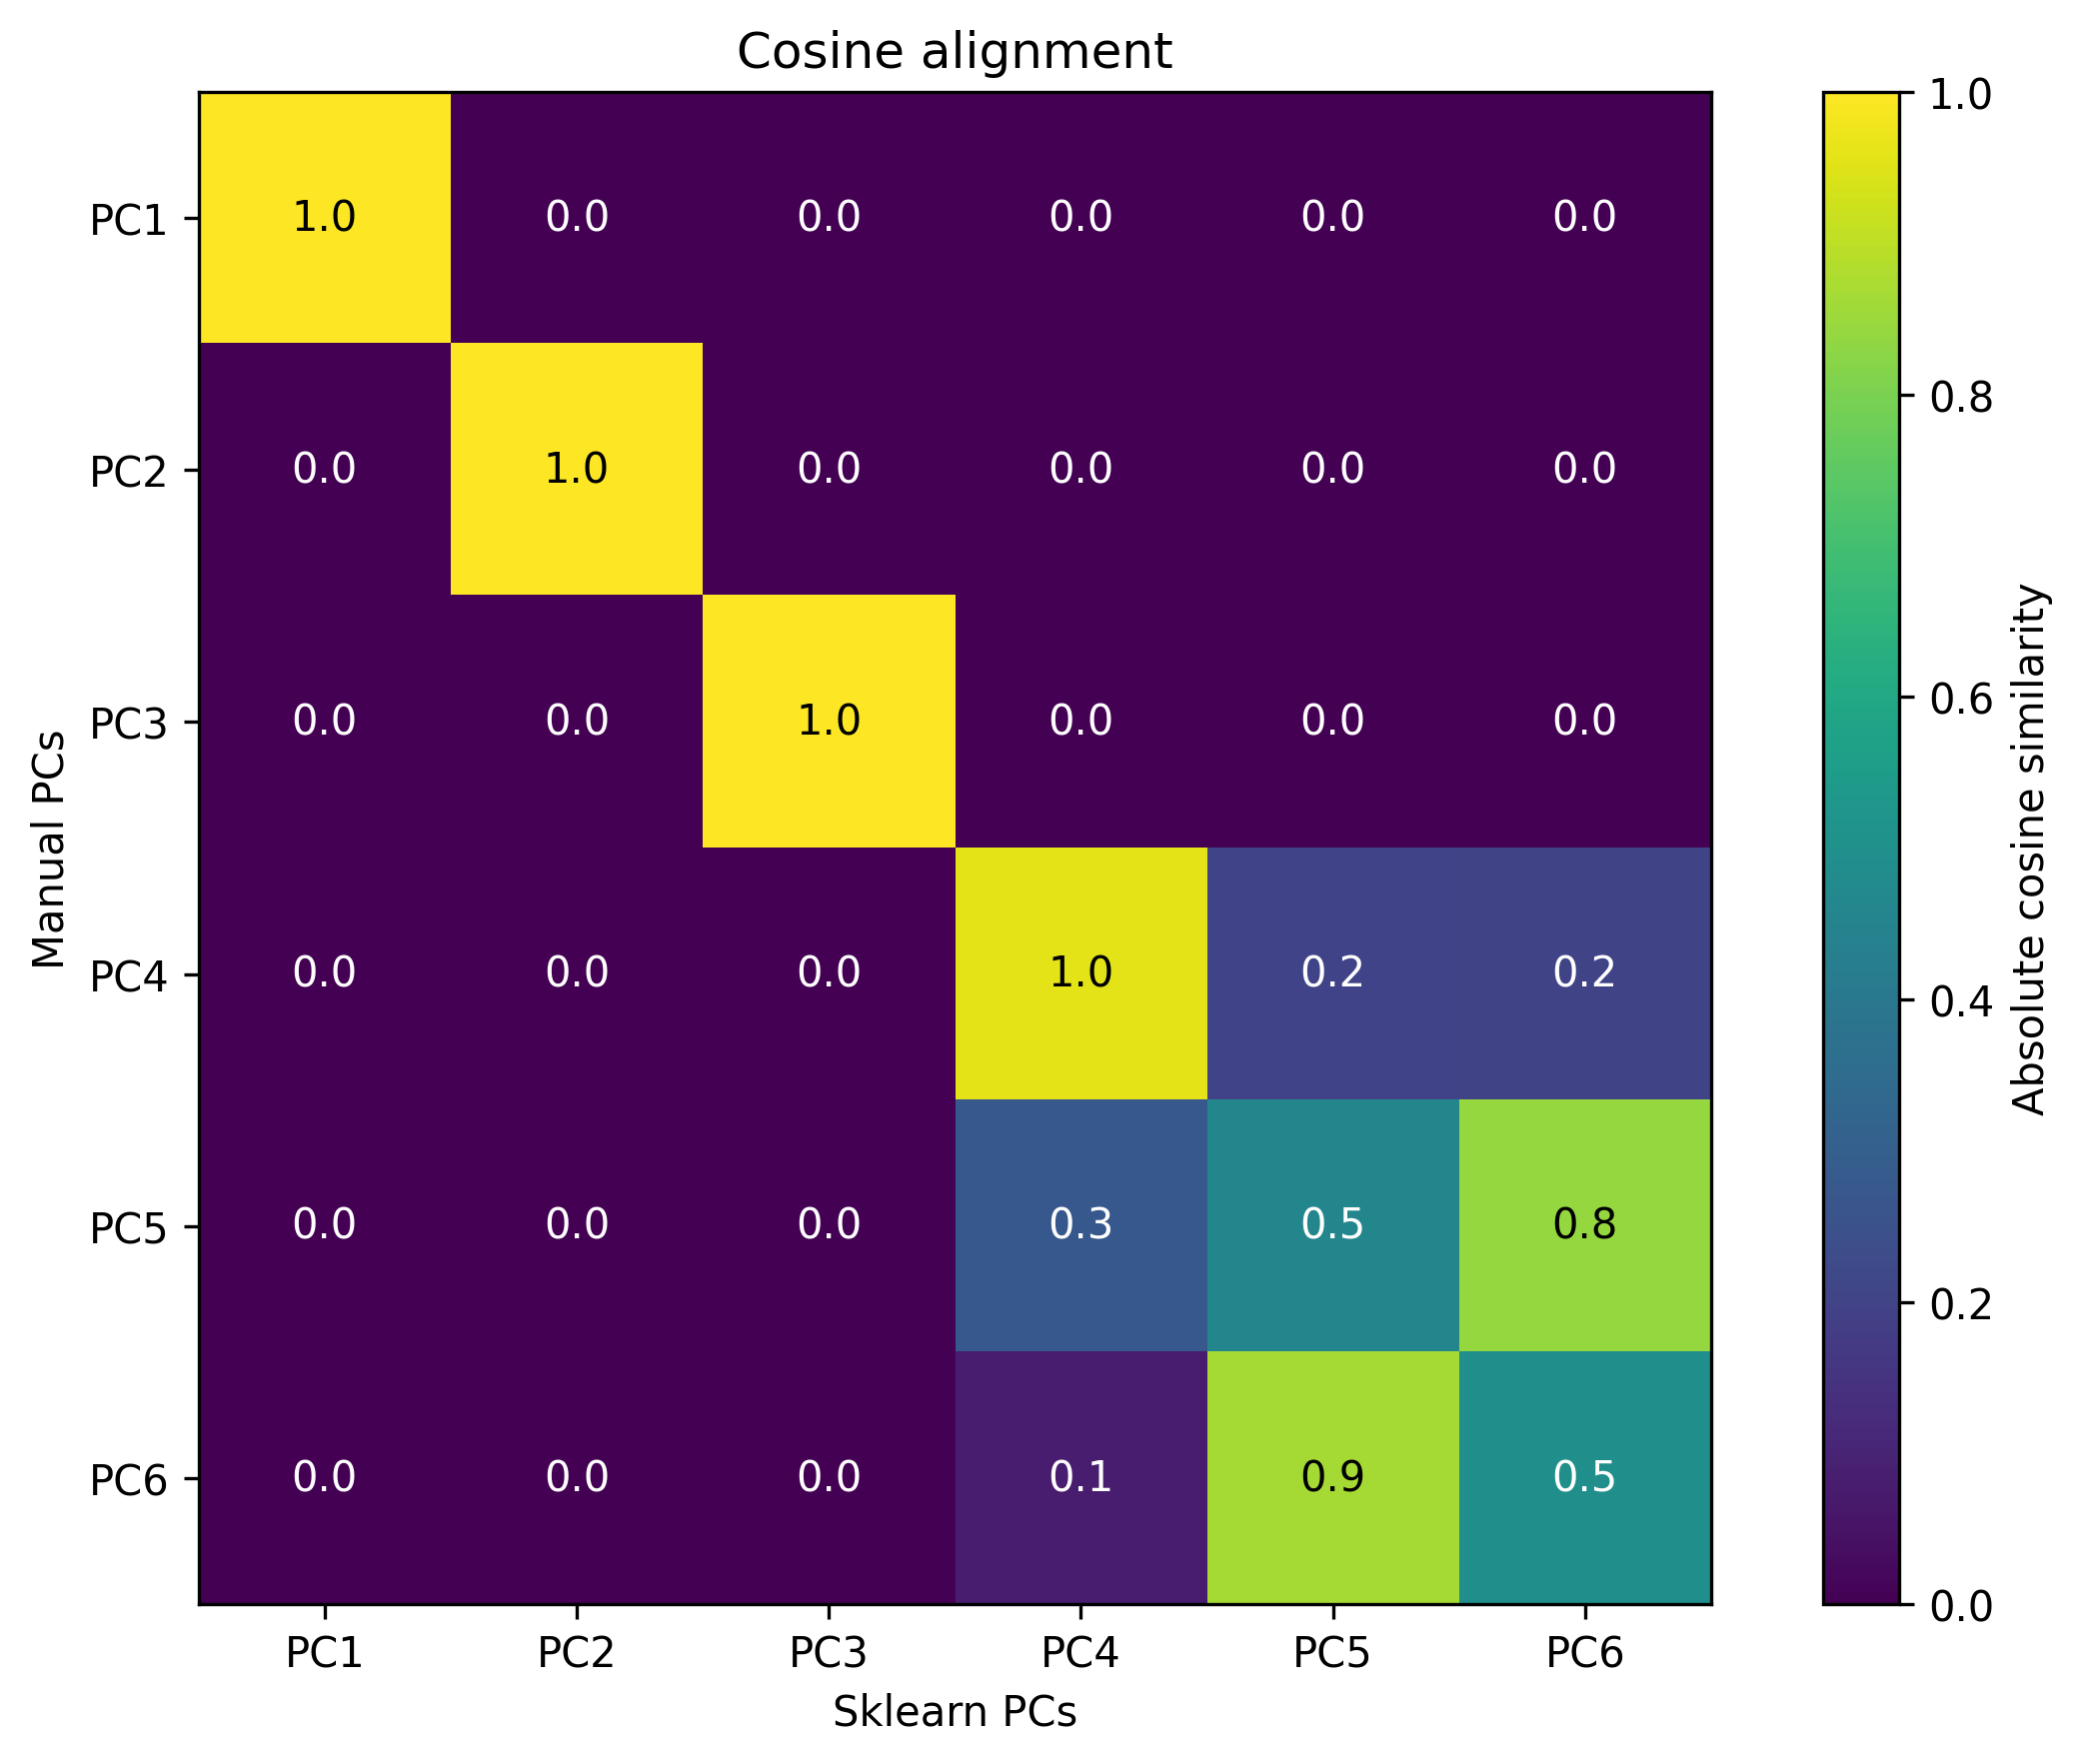 Cosine alignment
PC1 1.0 0.0 0.0 0.0 0.0 0.0
PC2 0.0 1.0 0.0 0.0 0.0 0.0
PC3 0.0 0.0 1.0 0.0 0.0 0.0
PC4 0.0 0.0 0.0 1.0 0.2 0.2
PC5 0.0 0.0 0.0 0.3 0.5 0.8
PC6 0.0 0.0 0.0 0.1 0.9 0.5
PC1 PC2 PC3 PC4 PC5 PC6
Sklearn PCs
Manual PCs
1.0
0.8
0.6
0.4
0.2
0.0
Absolute cosine similarity